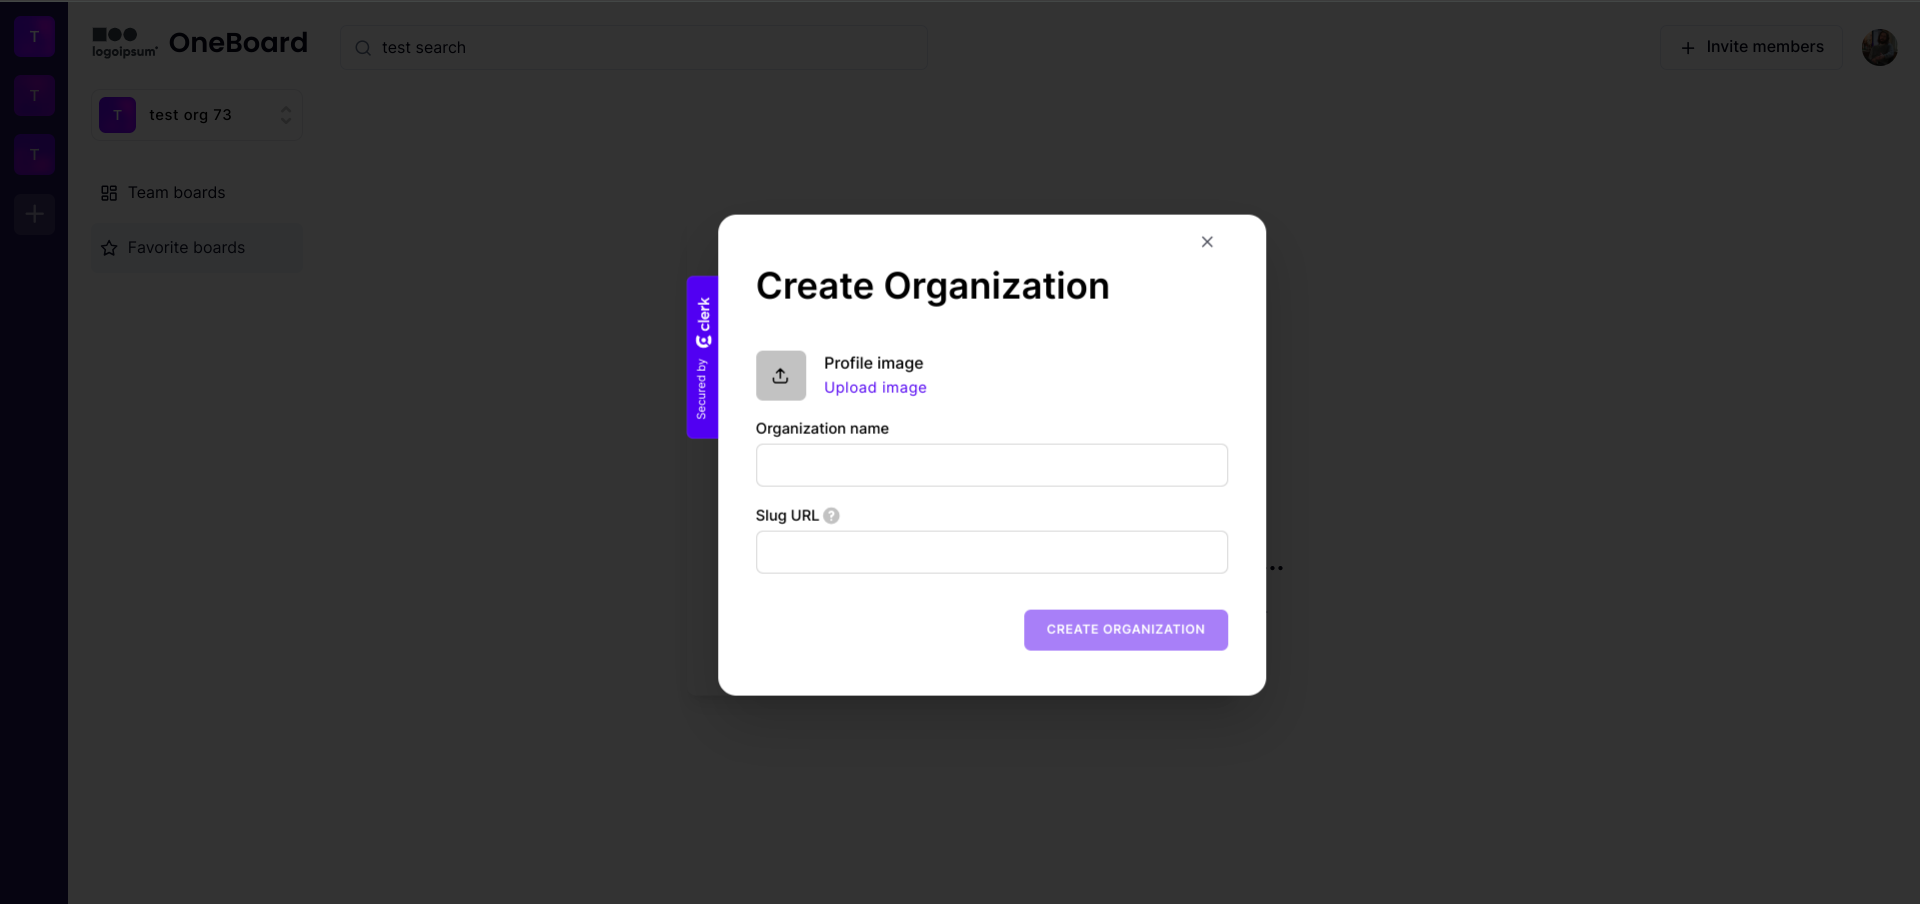 T
T
T
logoipsum
OneBoard
test search
Invite members
T
test org 73
Team boards
Favorite boards
Secured by clerk
Create Organization
Profile image
Upload image
Organization name
Slug URL ?
CREATE ORGANIZATION